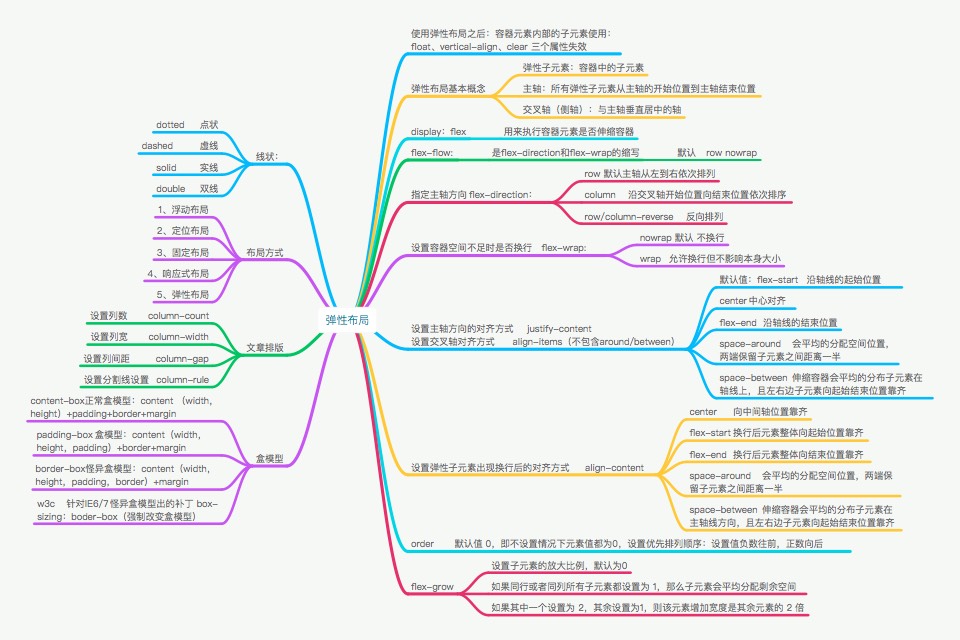 弹性布局
使用弹性布局之后：容器元素内部的子元素使用：
float、vertical-align、clear 三个属性失效
弹性布局基本概念
弹性子元素：容器中的子元素
主轴：所有弹性子元素从主轴的开始位置到主轴结束位置
交叉轴（侧轴）：与主轴垂直居中的轴
display：flex 用来执行容器元素是否伸缩容器
flex-flow: 是flex-direction和flex-wrap的缩写 默认 row nowrap
指定主轴方向 flex-direction：
row 默认主轴从左到右依次排列
column 沿交叉轴开始位置向结束位置依次排序
row/column-reverse 反向排列
设置容器空间不足时是否换行 flex-wrap:
nowrap 默认 不换行
wrap 允许换行但不影响本身大小
设置主轴方向的对齐方式 justify-content
设置交叉轴对齐方式 align-items（不包含around/between）
默认值：flex-start 沿轴线的起始位置
center 中心对齐
flex-end 沿轴线的结束位置
space-around 会平均的分配空间位置，
两端保留子元素之间距离一半
space-between 伸缩容器会平均的分布子元素在
轴线上，且左右边子元素向起始结束位置靠齐
设置弹性子元素出现换行后的对齐方式 align-content
center 向中间轴位置靠齐
flex-start 换行后元素整体向起始位置靠齐
flex-end 换行后元素整体向结束位置靠齐
space-around 会平均的分配空间位置，两端保
留子元素之间距离一半
space-between 伸缩容器会平均的分布子元素在
主轴线方向，且左右边子元素向起始结束位置靠齐
order 默认值 0，即不设置情况下元素值都为0，设置优先排列顺序：设置值负数往前，正数向后
flex-grow
设置子元素的放大比例，默认为0
如果同行或者同列所有子元素都设置为 1，那么子元素会平均分配剩余空间
如果其中一个设置为 2，其余设置为1，则该元素增加宽度是其余元素的 2 倍
线状：
dotted 点状
dashed 虚线
solid 实线
double 双线
布局方式
1、浮动布局
2、定位布局
3、固定布局
4、响应式布局
5、弹性布局
文章排版
设置列数 column-count
设置列宽 column-width
设置列间距 column-gap
设置分割线设置 column-rule
盒模型
content-box正常盒模型：content （width,
height）+padding+border+margin
padding-box 盒模型：content（width,
height, padding）+border+margin
border-box怪异盒模型：content（width,
height, padding, border）+margin
w3c 针对IE6/7 怪异盒模型出的补丁 box-
sizing：boder-box（强制改变盒模型）